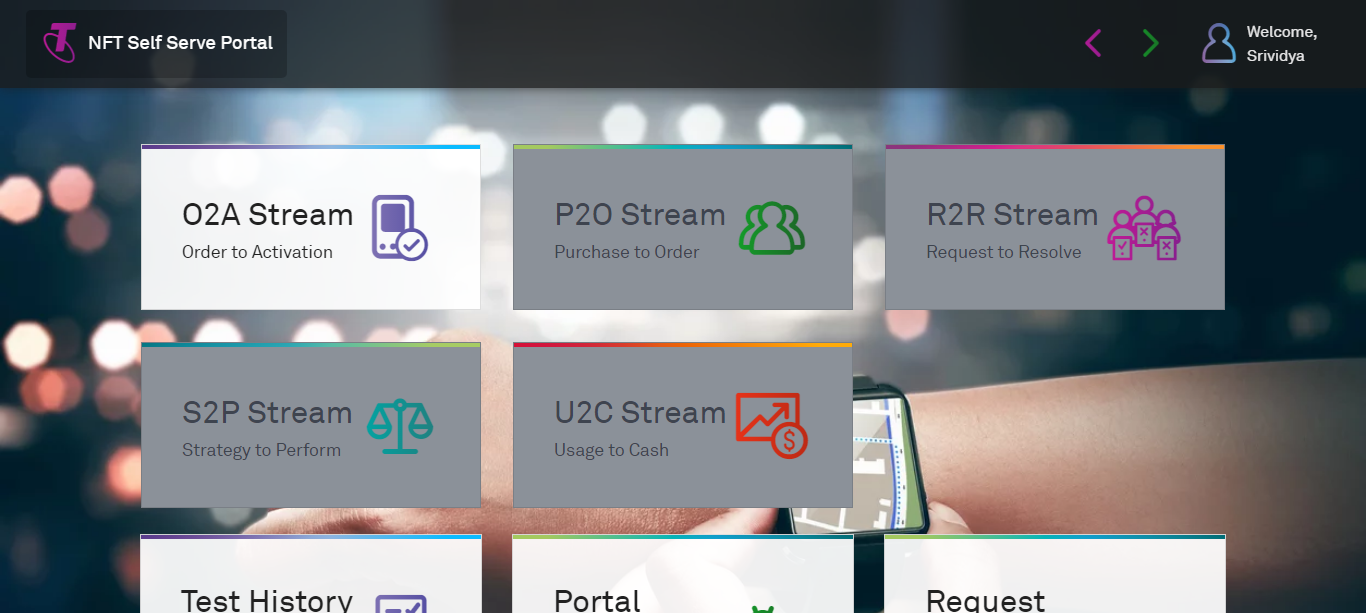 NFT Self Serve Portal
Welcome,
Srividya
O2A Stream
Order to Activation
P2O Stream
Purchase to Order
R2R Stream
Request to Resolve
S2P Stream
Strategy to Perform
U2C Stream
Usage to Cash
Test History
Portal
Request